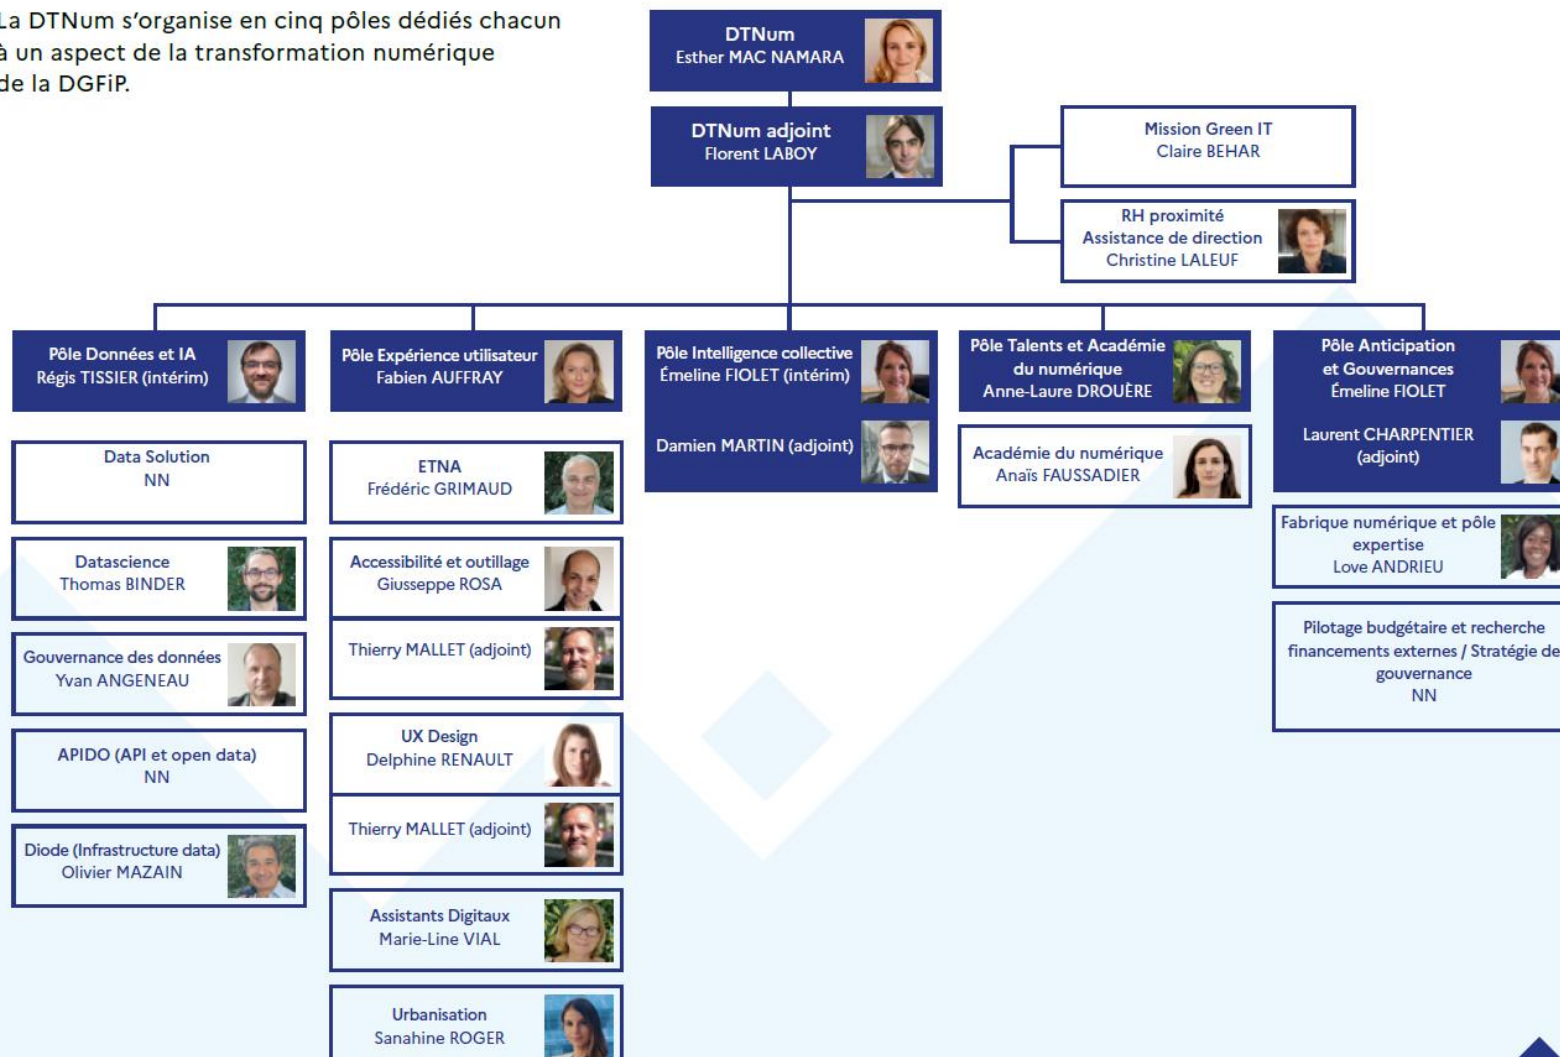 La DTNum s'organise en cinq pôles dédiés chacun
à un aspect de la transformation numérique
de la DGFiP.
DTNum
Esther MAC NAMARA
DTNum adjoint
Florent LABOY
Mission Green IT
Claire BEHAR
RH proximité
Assistance de direction
Christine LALEUF
Pôle Données et IA
Régis TISSIER (intérim)
Data Solution
NN
Datascience
Thomas BINDER
Gouvernance des données
Yvan ANGENEAU
APIDO (API et open data)
NN
Diode (Infrastructure data)
Olivier MAZAIN
Pôle Expérience utilisateur
Fabien AUFFRAY
ETNA
Frédéric GRIMAUD
Accessibilité et outillage
Giusseppe ROSA
Thierry MALLET (adjoint)
UX Design
Delphine RENAULT
Thierry MALLET (adjoint)
Assistants Digitaux
Marie-Line VIAL
Urbanisation
Sanahine ROGER
Pôle Intelligence collective
Émeline FIOLET (intérim)
Damien MARTIN (adjoint)
Pôle Talents et Académie
du numérique
Anne-Laure DROUÈRE
Académie du numérique
Anaïs FAUSSADIER
Pôle Anticipation
et Gouvernances
Émeline FIOLET
Laurent CHARPENTIER
(adjoint)
Fabrique numérique et pôle
expertise
Love ANDRIEU
Pilotage budgétaire et recherche
financements externes / Stratégie de
gouvernance
NN